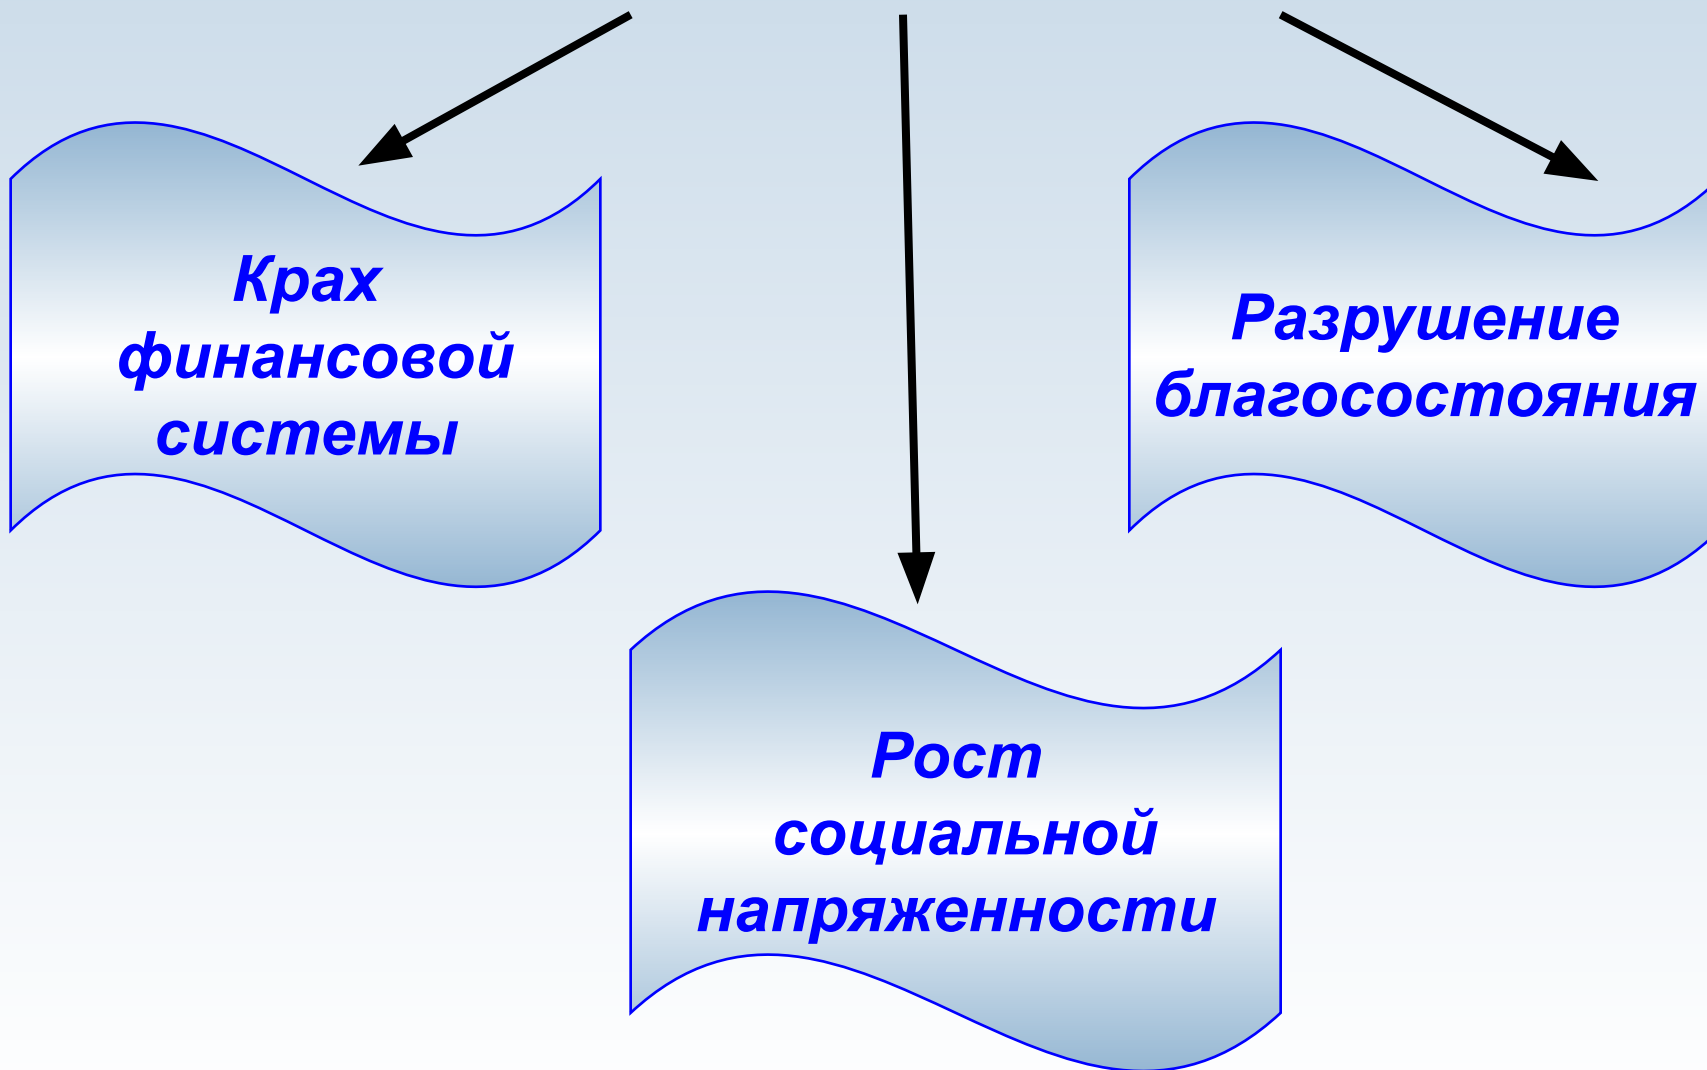 Крах
финансовой
системы
Разрушение
благосостояния
Рост
социальной
напряженности